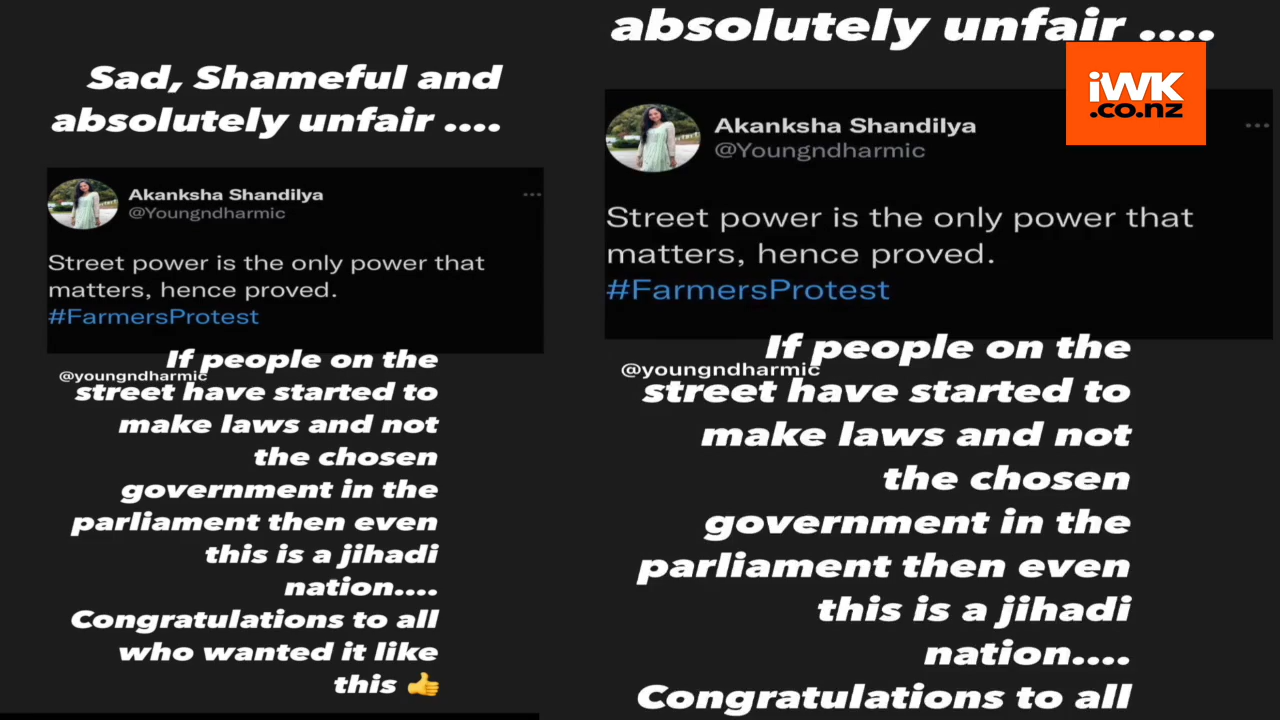 Sad, Shameful and
absolutely unfair ....
Akanksha Shandilya
@Youngndharmic
Street power is the only power that
matters, hence proved.
#FarmersProtest
@youngndharmic
If people on the
street have started to
make laws and not
the chosen
government in the
parliament then even
this is a jihadi
nation....
Congratulations to all
who wanted it like
this 👍
absolutely unfair ....
iWK
.co.nz
Akanksha Shandilya
@Youngndharmic
Street power is the only power that
matters, hence proved.
#FarmersProtest
@youngndharmic
If people on the
street have started to
make laws and not
the chosen
government in the
parliament then even
this is a jihadi
nation....
Congratulations to all